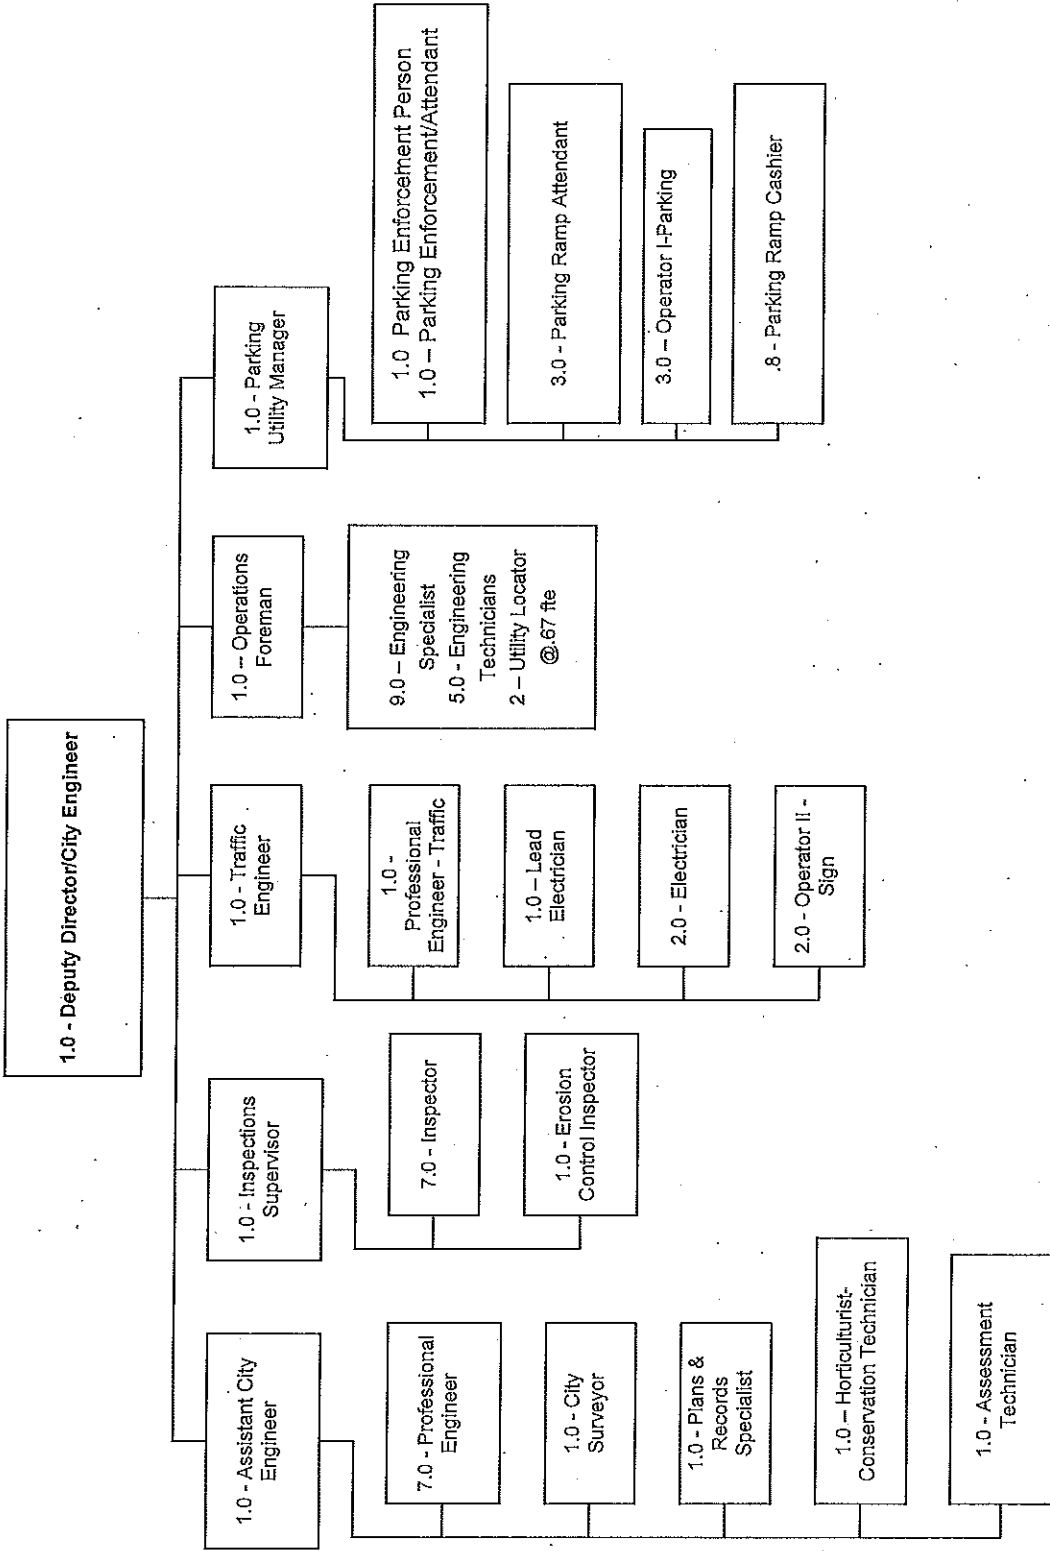 1.0 - Deputy Director/City Engineer
1.0 - Assistant City
Engineer
7.0 - Professional
Engineer
1.0 - City
Surveyor
1.0 - Plans &
Records
Specialist
1.0 – Horticulturist-
Conservation Technician
1.0 - Assessment
Technician
1.0 - Inspections
Supervisor
7.0 - Inspector
1.0 - Erosion
Control Inspector
1.0 - Traffic
Engineer
1.0 -
Professional
Engineer - Traffic
1.0 – Lead
Electrician
2.0 - Electrician
2.0 - Operator II -
Sign
1.0 – Operations
Foreman
9.0 – Engineering
Specialist
5.0 - Engineering
Technicians
2 – Utility Locator
@.67 fte
1.0 - Parking
Utility Manager
1.0 Parking Enforcement Person
1.0 – Parking Enforcement/Attendant
3.0 - Parking Ramp Attendant
3.0 – Operator I-Parking
.8 - Parking Ramp Cashier